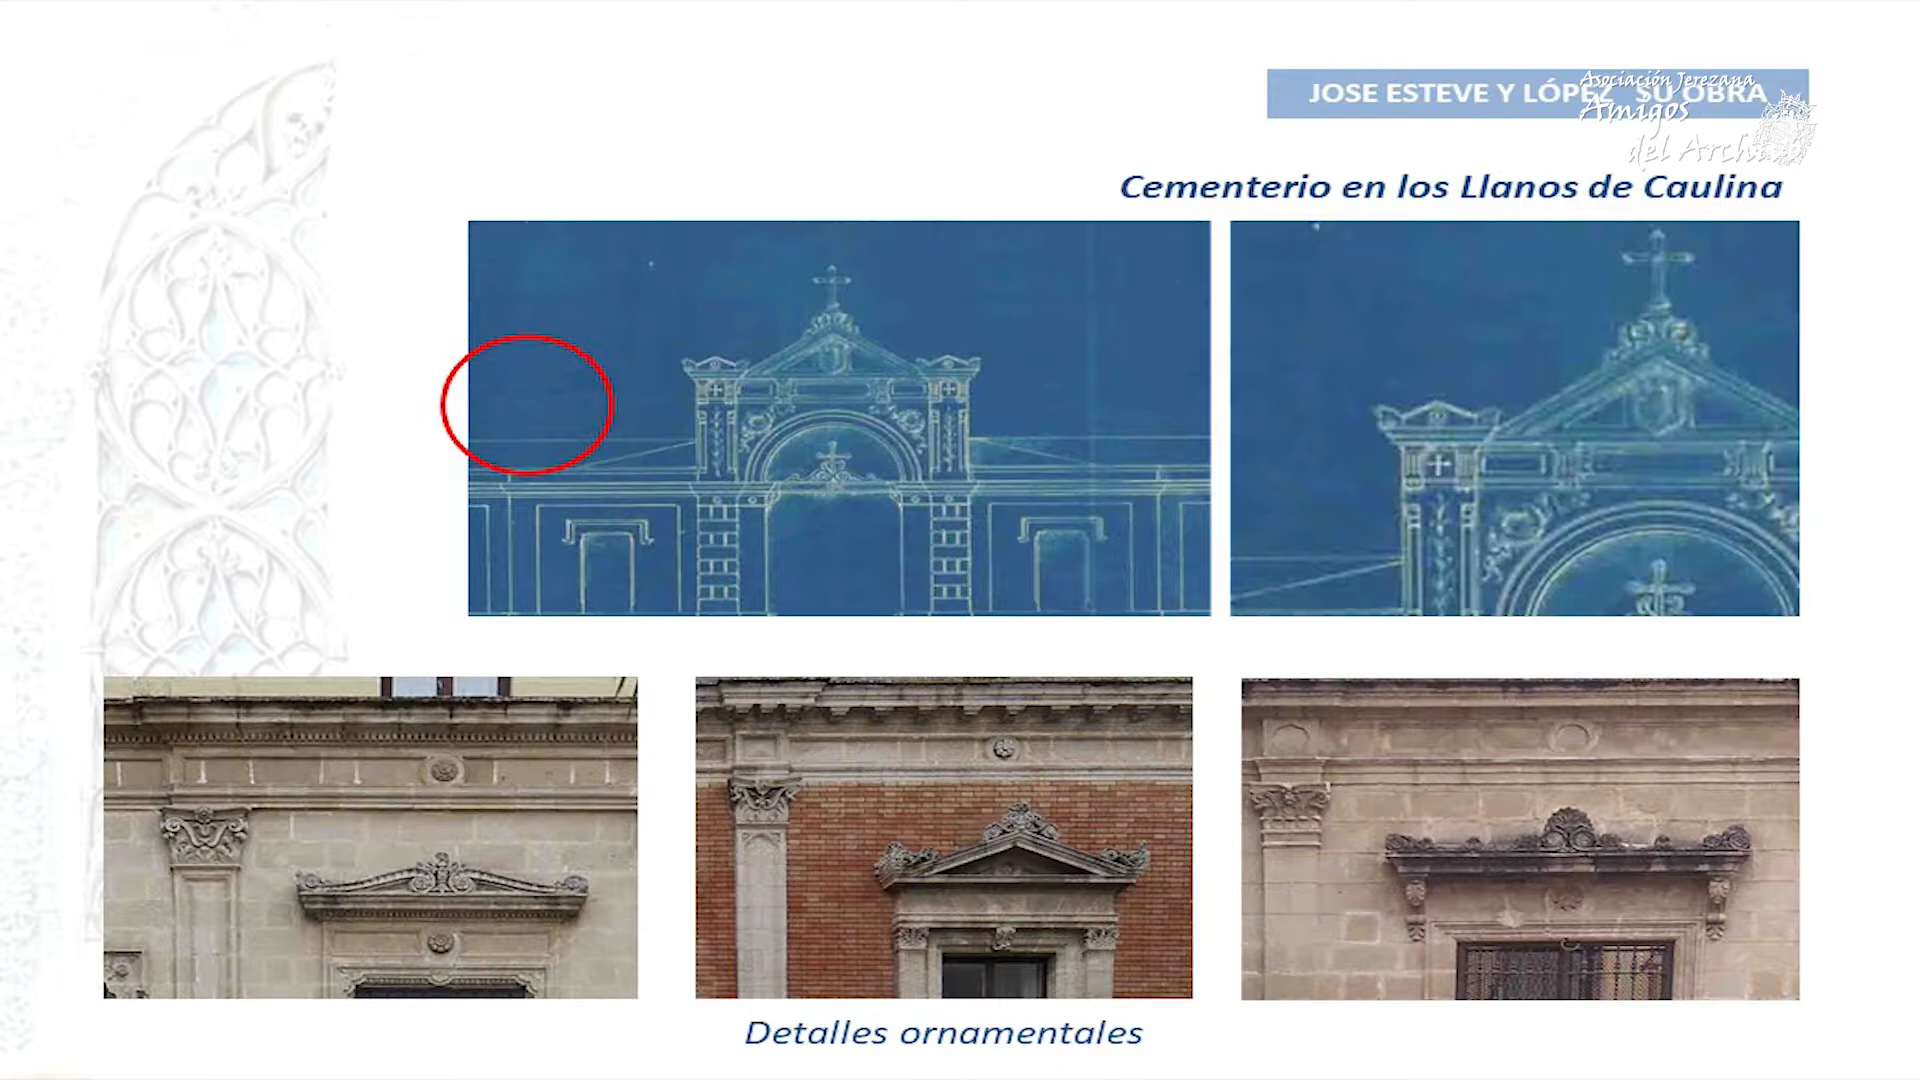 JOSE ESTEVE Y LÓPEZ SU OBRA
Asociación Jerezana
Amigos
del Archivo
Cementerio en los Llanos de Caulina
Detalles ornamentales